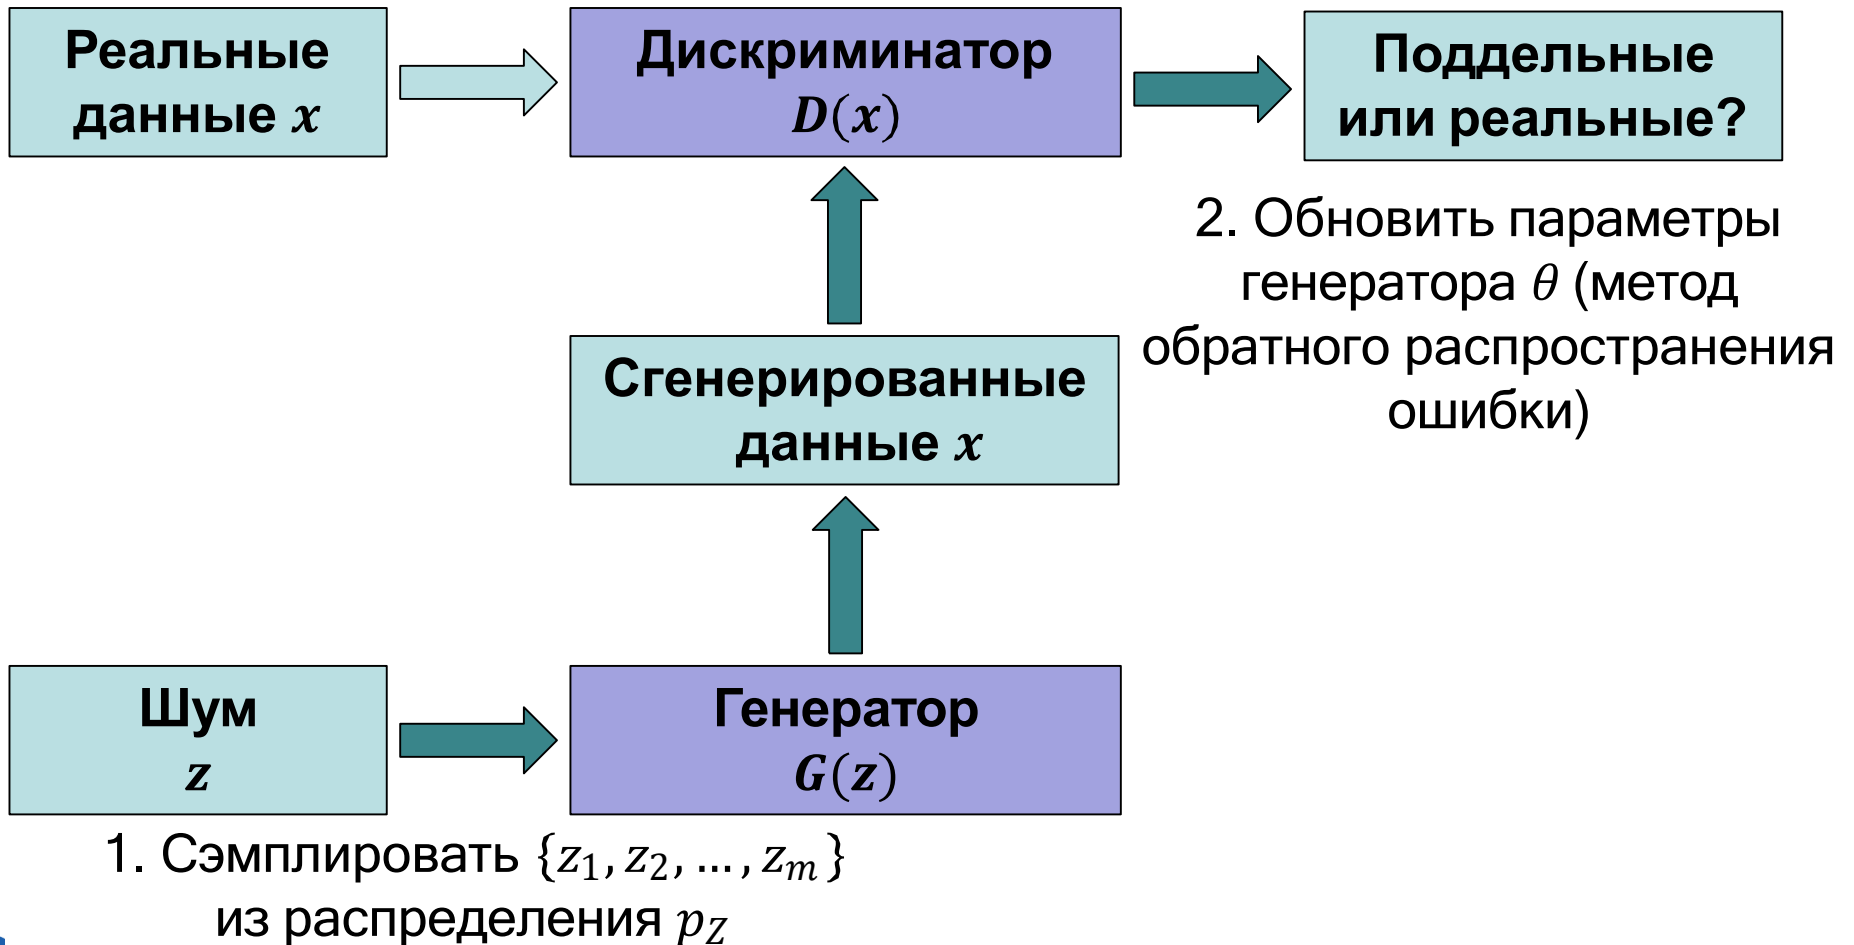 Реальные
данные x
Дискриминатор
D(x)
Поддельные
или реальные?
2. Обновить параметры
генератора θ (метод
обратного распространения
ошибки)
Сгенерированные
данные x
Шум
z
Генератор
G(z)
1. Сэмплировать {z₁, z₂, ..., zₘ}
из распределения p_Z